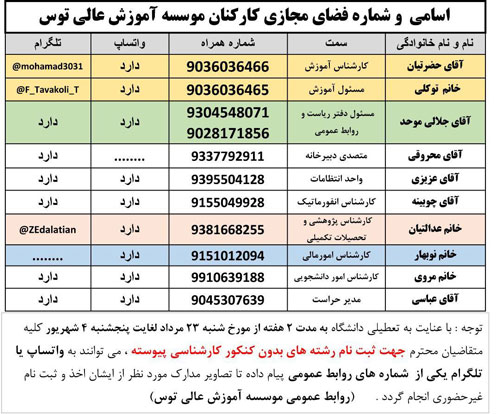 اسامی و شماره فضای مجازی کارکنان موسسه آموزش عالی توس
نام و نام خانوادگی سمت شماره همراه واتساپ تلگرام
آقای حضرتیان کارشناس آموزش 9036036466 دارد @mohamad3031
خانم توکلی مسئول آموزش 9036036465 دارد @F_Tavakoli_T
آقای جلالی موحد مسئول دفتر ریاست و روابط عمومی 9304548071 9028171856 دارد دارد
آقای محروقی متصدی دبیرخانه 9337792911 ........ دارد
آقای عزیزی واحد انتظامات 9395504128 دارد دارد
آقای چوبینه کارشناس انفورماتیک 9155049928 دارد دارد
خانم عدالتیان کارشناس پژوهشی و تحصیلات تکمیلی 9381668255 دارد @ZEdalatian
خانم نوبهار کارشناس امورمالی 9151012094 دارد ........
خانم مروی کارشناس امور دانشجویی 9910639188 دارد دارد
آقای عباسی مدیر حراست 9045307639 دارد دارد
توجه : با عنایت به تعطیلی دانشگاه به مدت ۲ هفته از مورخ شنبه ۲۳ مرداد لغایت پنجشنبه ۴ شهریور کلیه
متقاضیان محترم جهت ثبت نام رشته های بدون کنکور کارشناسی پیوسته ، می توانند به واتساپ یا
تلگرام یکی از شماره های روابط عمومی پیام داده تا تصاویر مدارک مورد نظر از ایشان اخذ و ثبت نام
غیرحضوری انجام گردد . (روابط عمومی موسسه آموزش عالی توس)